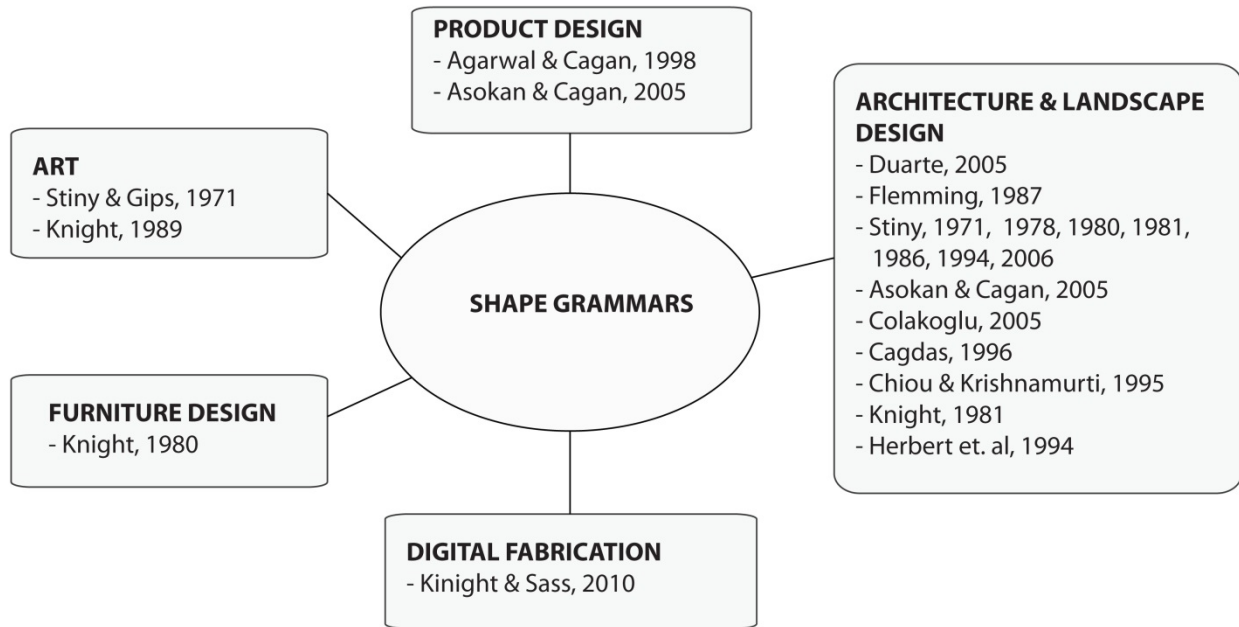 PRODUCT DESIGN
- Agarwal & Cagan, 1998
- Asokan & Cagan, 2005
ART
- Stiny & Gips, 1971
- Knight, 1989
ARCHITECTURE & LANDSCAPE
DESIGN
- Duarte, 2005
- Flemming, 1987
- Stiny, 1971, 1978, 1980, 1981,
1986, 1994, 2006
- Asokan & Cagan, 2005
- Colakoglu, 2005
- Cagdas, 1996
- Chiou & Krishnamurti, 1995
- Knight, 1981
- Herbert et. al, 1994
SHAPE GRAMMARS
FURNITURE DESIGN
- Knight, 1980
DIGITAL FABRICATION
- Kinight & Sass, 2010